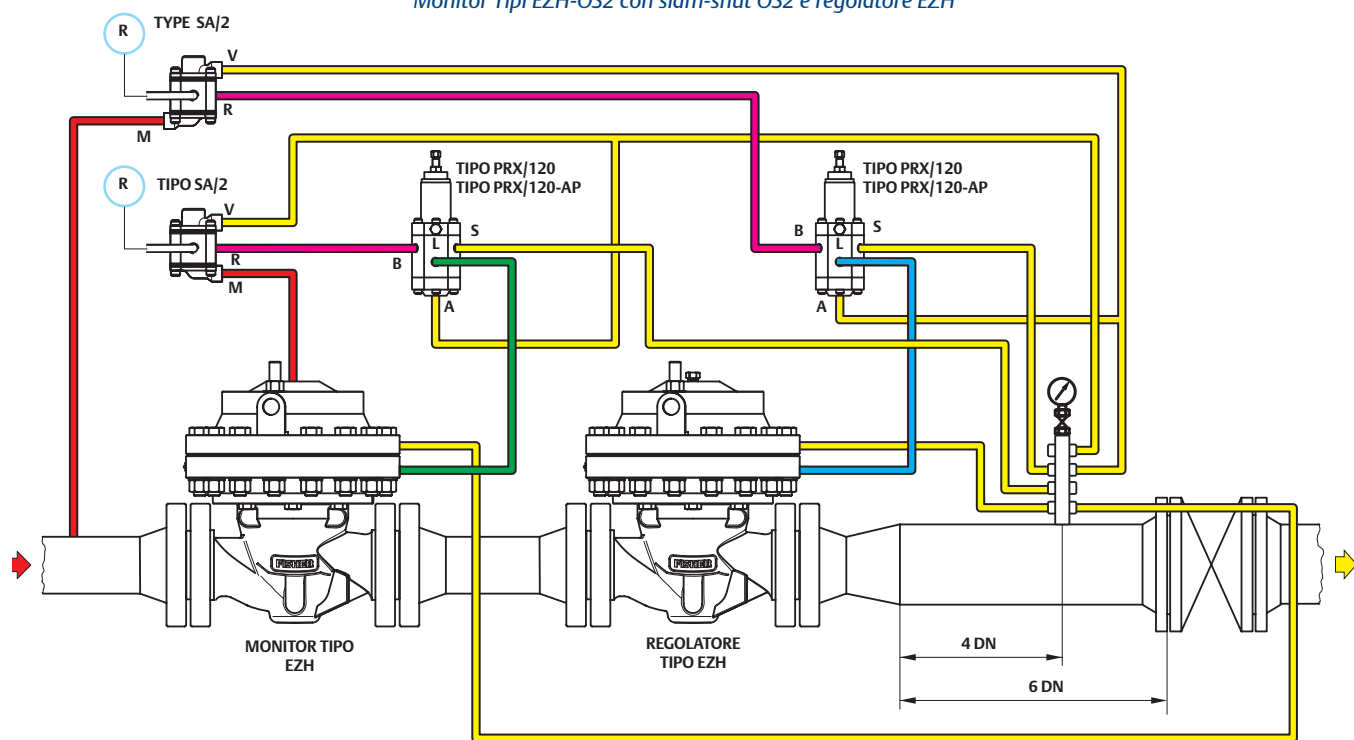 Monitor Tipi EZH-OS2 con slam-shut OS2 e regolatore EZH
R
TYPE SA/2
V
R
M
R
TIPO SA/2
V
R
M
TIPO PRX/120
TIPO PRX/120-AP
S
L
B
A
TIPO PRX/120
TIPO PRX/120-AP
B
S
L
A
FISHER
FISHER
MONITOR TIPO
EZH
REGOLATORE
TIPO EZH
4 DN
6 DN